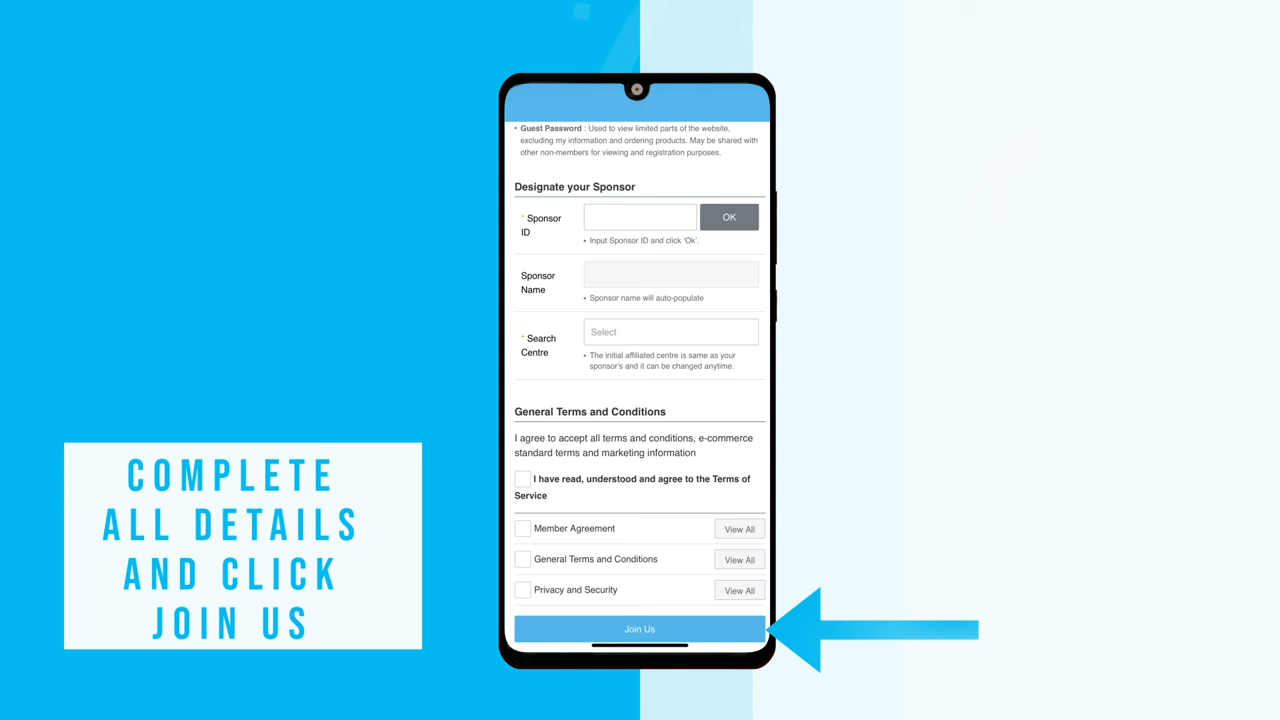 • Guest Password : Used to view limited parts of the website,
excluding my information and ordering products. May be shared with
other non-members for viewing and registration purposes.
Designate your Sponsor
* Sponsor
ID
OK
• Input Sponsor ID and click 'Ok'.
Sponsor
Name
• Sponsor name will auto-populate
* Search
Centre
Select
• The initial affiliated centre is same as your
sponsor's and it can be changed anytime.
General Terms and Conditions
I agree to accept all terms and conditions, e-commerce
standard terms and marketing information
I have read, understood and agree to the Terms of
Service
Member Agreement View All
General Terms and Conditions View All
Privacy and Security View All
Join Us
COMPLETE
ALL DETAILS
AND CLICK
JOIN US